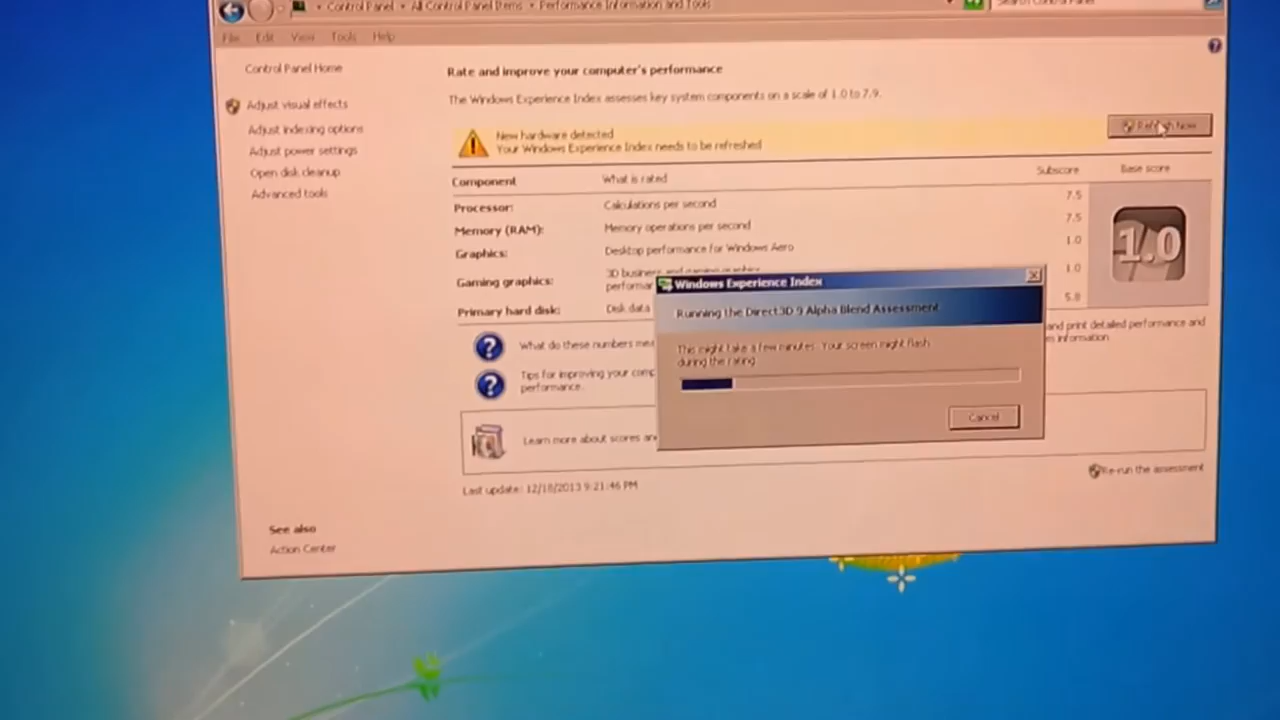 Control Panel • All Control Panel Items • Performance Information and Tools
Search Control Panel
File Edit View Tools Help
Control Panel Home
Adjust visual effects
Adjust indexing options
Adjust power settings
Open disk cleanup
Advanced tools
See also
Action Center
Rate and improve your computer's performance
The Windows Experience Index assesses key system components on a scale of 1.0 to 7.9.
New hardware detected
Your Windows Experience Index needs to be refreshed
Refresh Now
Component What is rated Subscore Base score
Processor: Calculations per second 7.5
Memory (RAM): Memory operations per second 7.5
Graphics: Desktop performance for Windows Aero 1.0
Gaming graphics: 3D business and gaming graphics 1.0
Primary hard disk: Disk data 5.8
1.0
What do these numbers
Tips for improving your
performance.
and print detailed performance and
information
Learn more about scores
Last update: 12/18/2013 9:21:46 PM
Re-run the assessment
Windows Experience Index
Running the Direct3D 9 Alpha Blend Assessment
This might take a few minutes. Your screen might flash
during the rating
Cancel